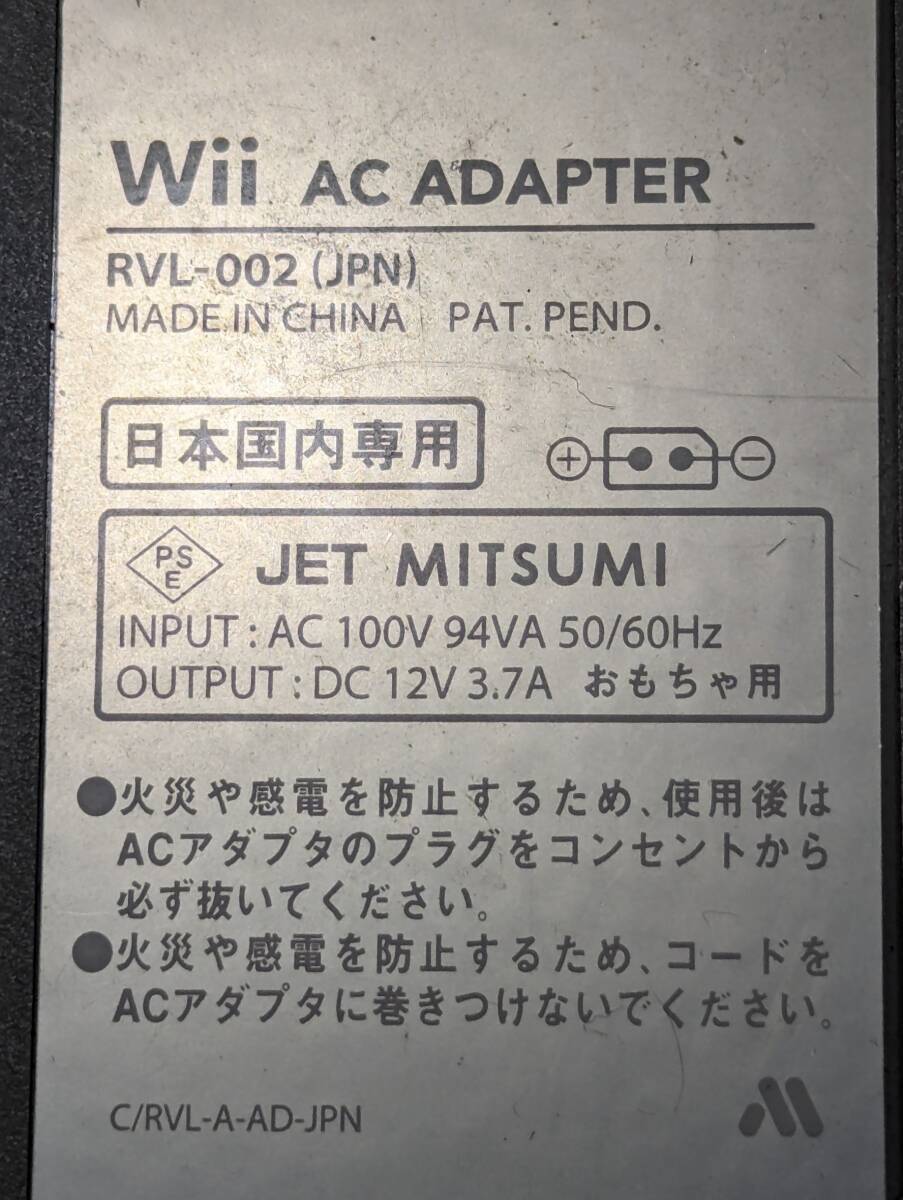 Wii AC ADAPTER
RVL-002 (JPN)
MADE IN CHINA PAT. PEND.
日本国内専用
+ −
PSE JET MITSUMI
INPUT : AC 100V 94VA 50/60Hz
OUTPUT : DC 12V 3.7A おもちゃ用
●火災や感電を防止するため、使用後は
ACアダプタのプラグをコンセントから
必ず抜いてください。
●火災や感電を防止するため、コードを
ACアダプタに巻きつけないでください。
C/RVL-A-AD-JPN